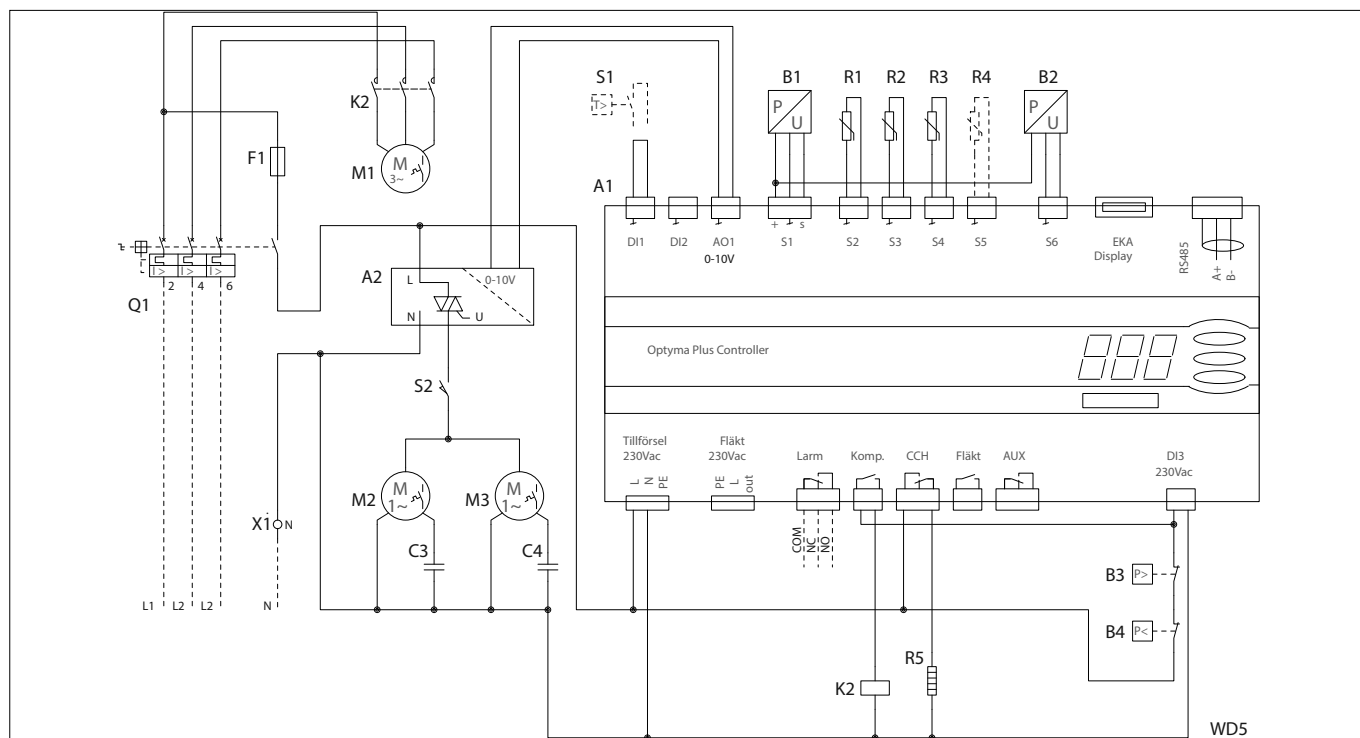 K2
F1
M1
M
3~
S1
T>
B1
P
U
R1
R2
R3
R4
B2
P
U
A1
DI1
DI2
AO1
0-10V
+
s
S1
S2
S3
S4
S5
S6
EKA
Display
RS485
A+
B-
Q1
I>
I>
I>
2
4
6
A2
L
N
0-10V
U
S2
Optyma Plus Controller
Tillförsel
230Vac
L
N
PE
Fläkt
230Vac
PE
L
out
Larm
Komp.
CCH
Fläkt
AUX
DI3
230Vac
COM
NC
NO
M2
M
1~
M3
M
1~
X1
N
C3
C4
B3
P>
B4
P<
L1
L2
L2
N
K2
R5
WD5